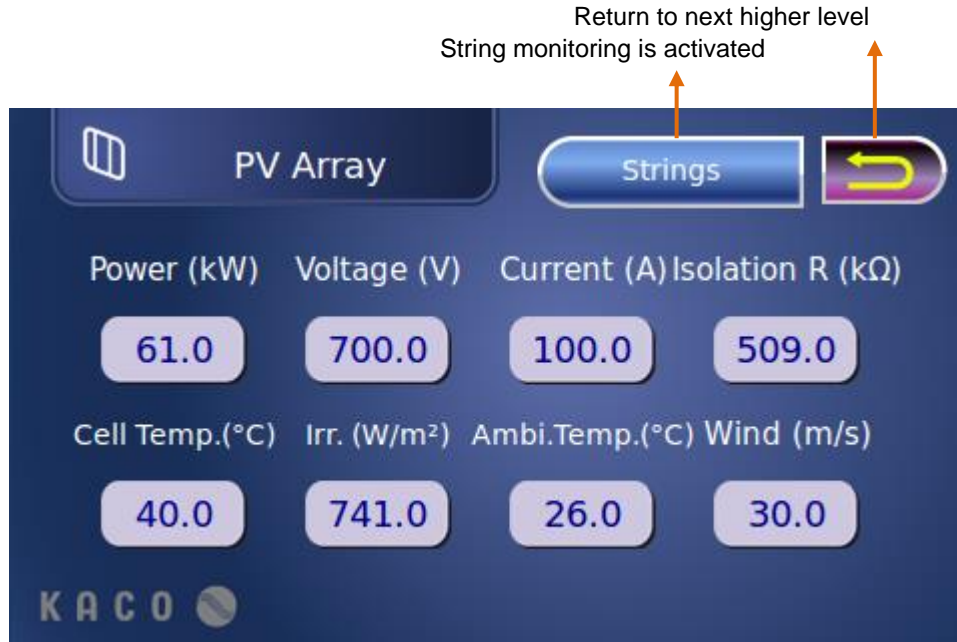 Return to next higher level
String monitoring is activated
PV Array
Strings
Power (kW) Voltage (V) Current (A) Isolation R (kΩ)
61.0 700.0 100.0 509.0
Cell Temp.(°C) Irr. (W/m²) Ambi.Temp.(°C) Wind (m/s)
40.0 741.0 26.0 30.0
KACO